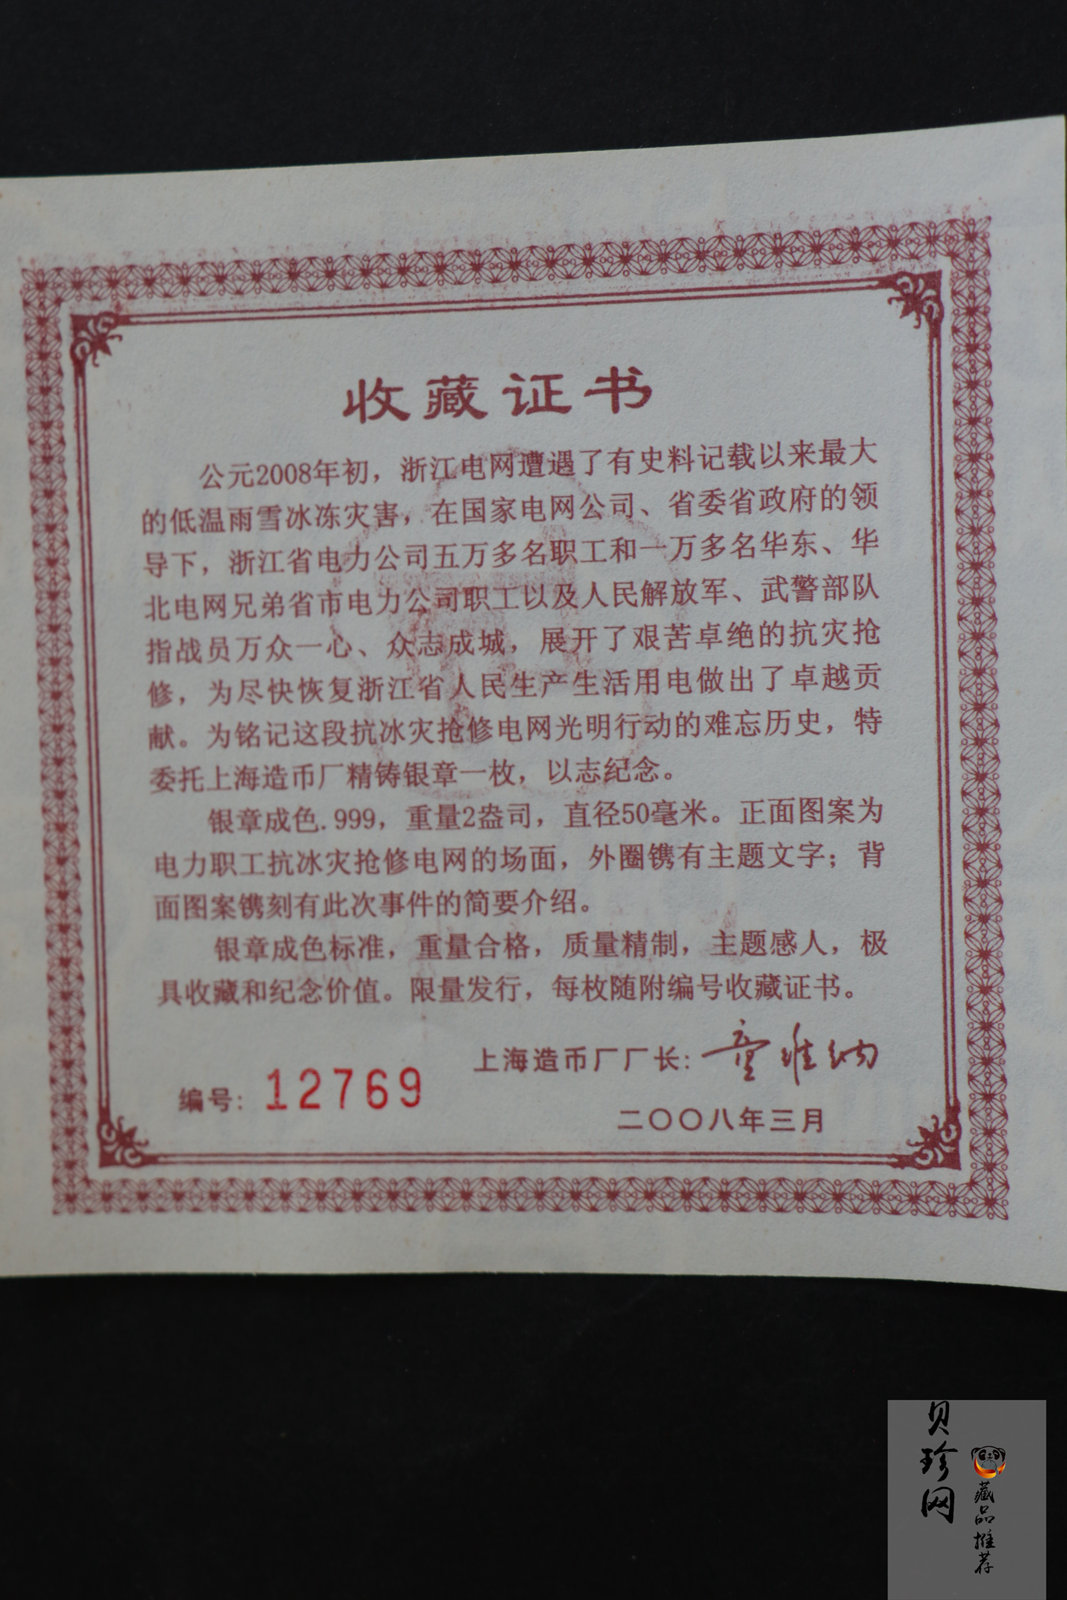 收藏证书
公元2008年初，浙江电网遭遇了有史料记载以来最大
的低温雨雪冰冻灾害，在国家电网公司、省委省政府的领
导下，浙江省电力公司五万多名职工和一万多名华东、华
北电网兄弟省市电力公司职工以及人民解放军、武警部队
指战员万众一心、众志成城，展开了艰苦卓绝的抗灾抢
修，为尽快恢复浙江省人民生产生活用电做出了卓越贡
献。为铭记这段抗冰灾抢修电网光明行动的难忘历史，特
委托上海造币厂精铸银章一枚，以志纪念。
银章成色.999，重量2盎司，直径50毫米。正面图案为
电力职工抗冰灾抢修电网的场面，外圈镌有主题文字；背
面图案镌刻有此次事件的简要介绍。
银章成色标准，重量合格，质量精制，主题感人，极
具收藏和纪念价值。限量发行，每枚随附编号收藏证书。
上海造币厂厂长：童维纳
编号：12769
二〇〇八年三月
贝珍网
藏品推荐